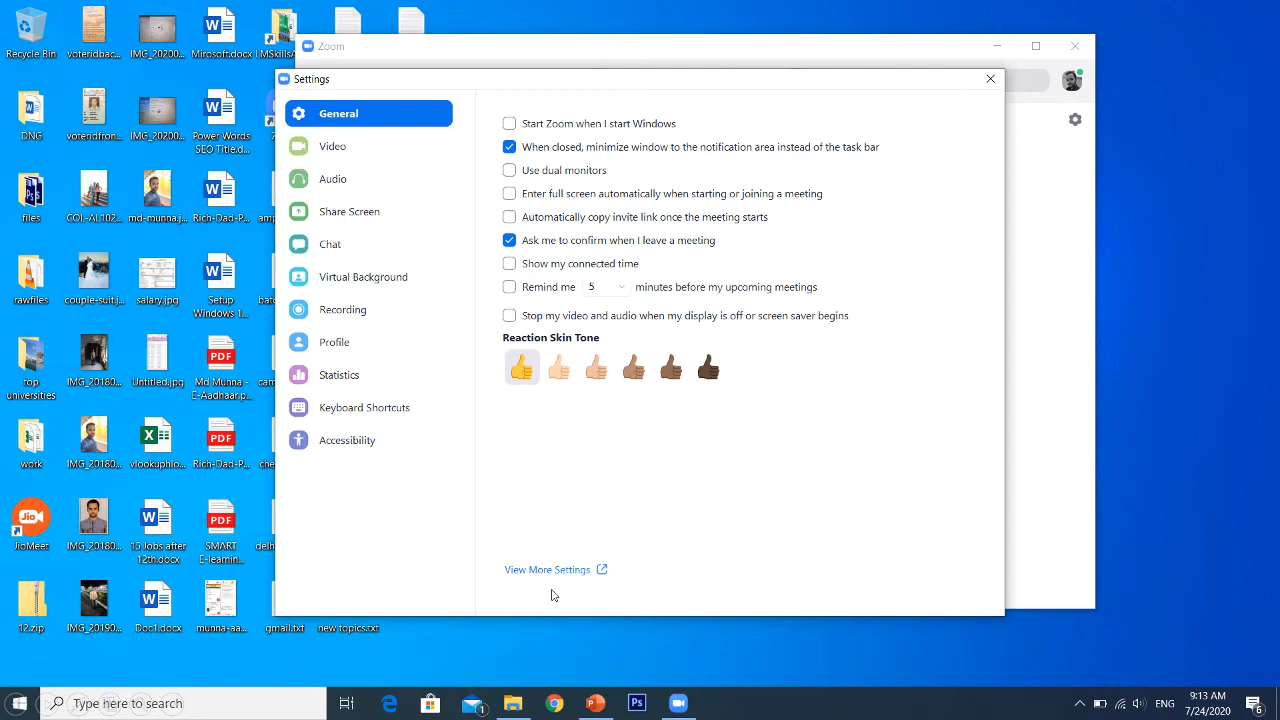 Recycle Bin
voteridbac...
IMG_20200...
Mirosoft.docx
LMSkillsA
Zoom
Settings
General
Video
Audio
Share Screen
Chat
Virtual Background
Recording
Profile
Statistics
Keyboard Shortcuts
Accessibility
Start Zoom when I start Windows
When closed, minimize window to the notification area instead of the task bar
Use dual monitors
Enter full screen automatically when starting or joining a meeting
Automatically copy invite link once the meeting starts
Ask me to confirm when I leave a meeting
Show my connected time
Remind me 5 minutes before my upcoming meetings
Stop my video and audio when my display is off or screen saver begins
Reaction Skin Tone
View More Settings
DNG
voteridfron...
IMG_20200...
Power Words
SEO Title.d...
files
COL-AL102...
md-munna.j...
Rich-Dad-P...
rawfiles
couple-suit.j...
salary.jpg
Setup
Windows 1...
top
universities
IMG_20180...
Untitled.jpg
Md Munna -
E-Aadhaar.p...
work
IMG_20180...
vlookuphlo...
Rich-Dad-P...
JioMeet
IMG_20180...
15 Jobs after
12th.docx
SMART
E-learnin...
12.zip
IMG_20190...
Doc1.docx
munna-aa...
gmail.txt
new topics.txt
Type here to search
1
Ps
ENG
9:13 AM
7/24/2020
6